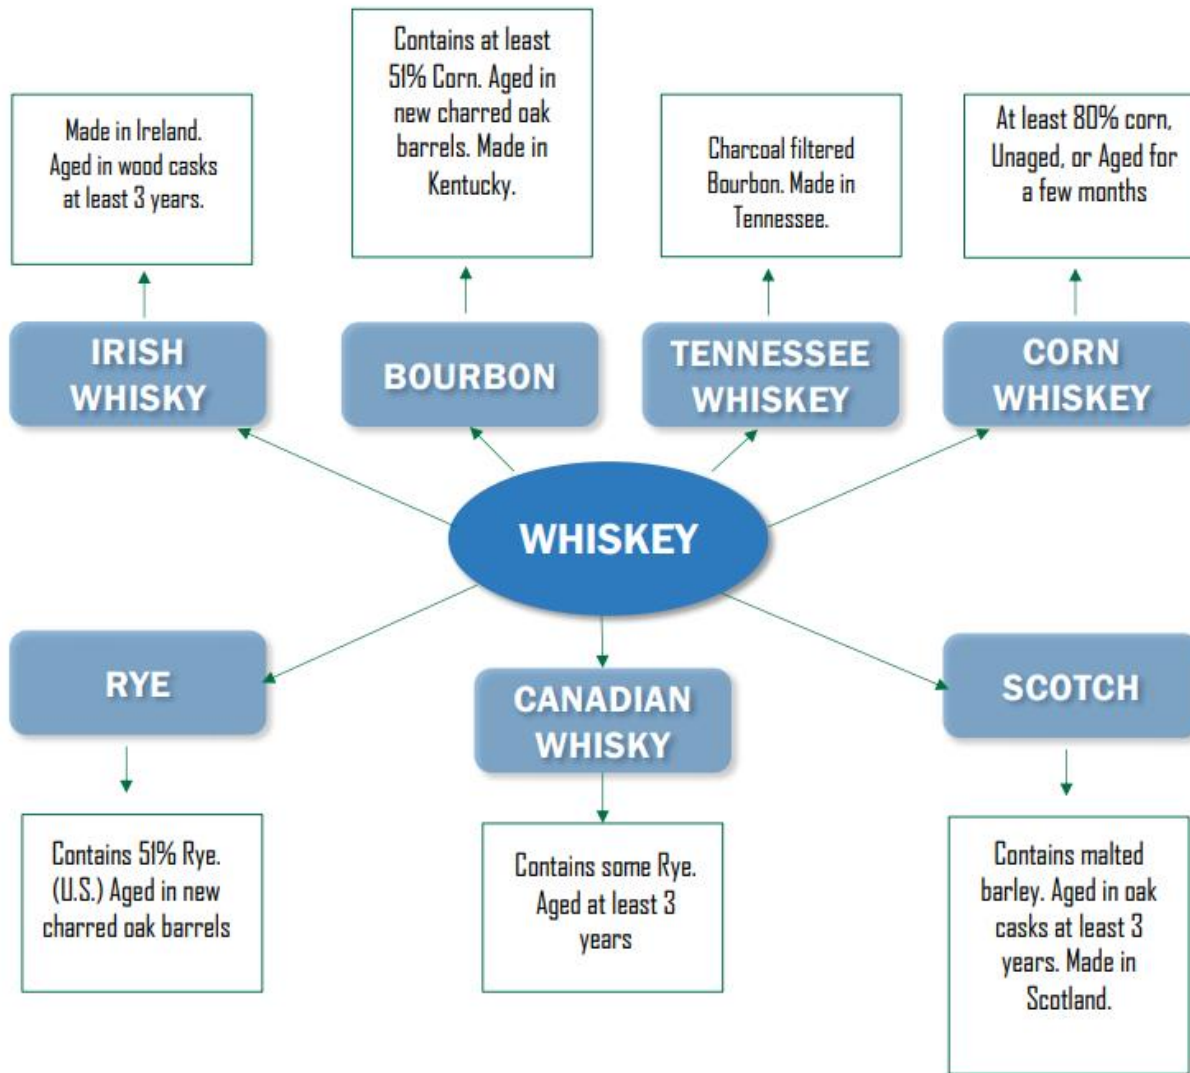 Contains at least
51% Corn. Aged in
new charred oak
barrels. Made in
Kentucky.
Made in Ireland.
Aged in wood casks
at least 3 years.
Charcoal filtered
Bourbon. Made in
Tennessee.
At least 80% corn,
Unaged, or Aged for
a few months
IRISH
WHISKY
BOURBON
TENNESSEE
WHISKEY
CORN
WHISKEY
WHISKEY
RYE
CANADIAN
WHISKY
SCOTCH
Contains 51% Rye.
(U.S.) Aged in new
charred oak barrels
Contains some Rye.
Aged at least 3
years
Contains malted
barley. Aged in oak
casks at least 3
years. Made in
Scotland.